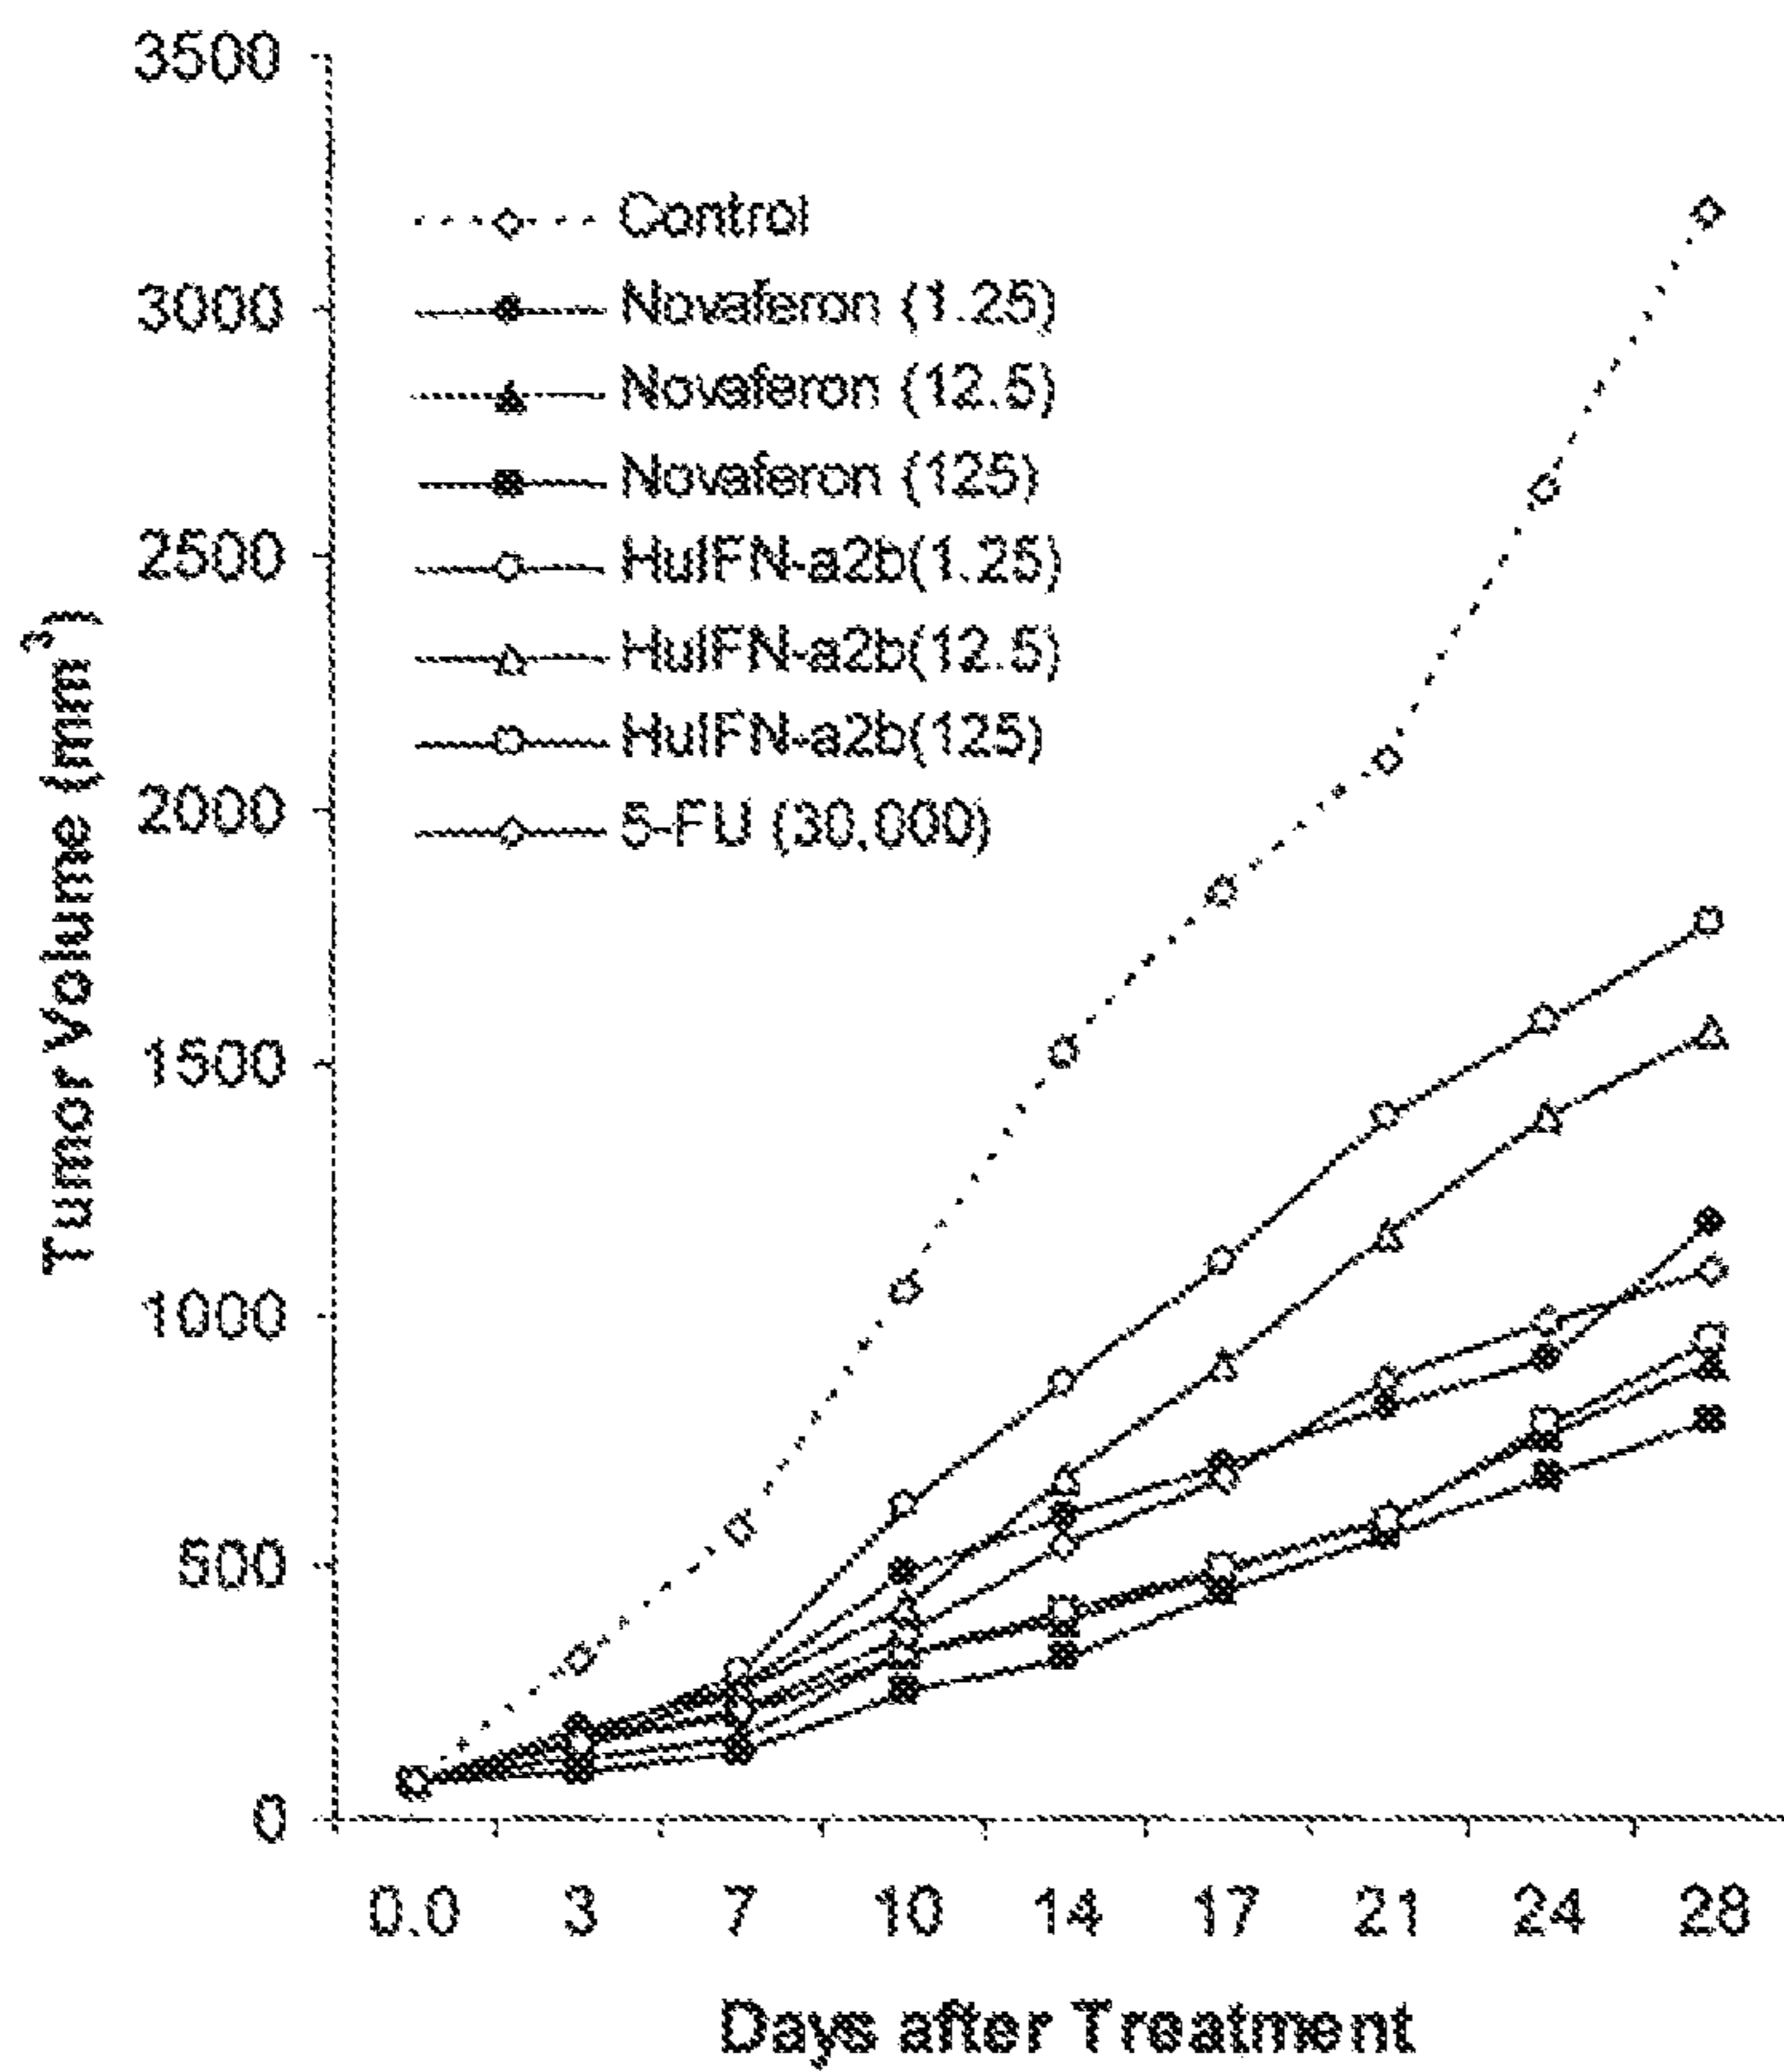 3500
3000
2500
2000
1500
1000
500
0
Tumor Volume (mm³)
Control
Novaferon (1.25)
Novaferon (12.5)
Novaferon (125)
HuIFN-a2b(1.25)
HuIFN-a2b(12.5)
HuIFN-a2b(125)
5-FU (30,000)
0.0 3 7 10 14 17 21 24 28
Days after Treatment